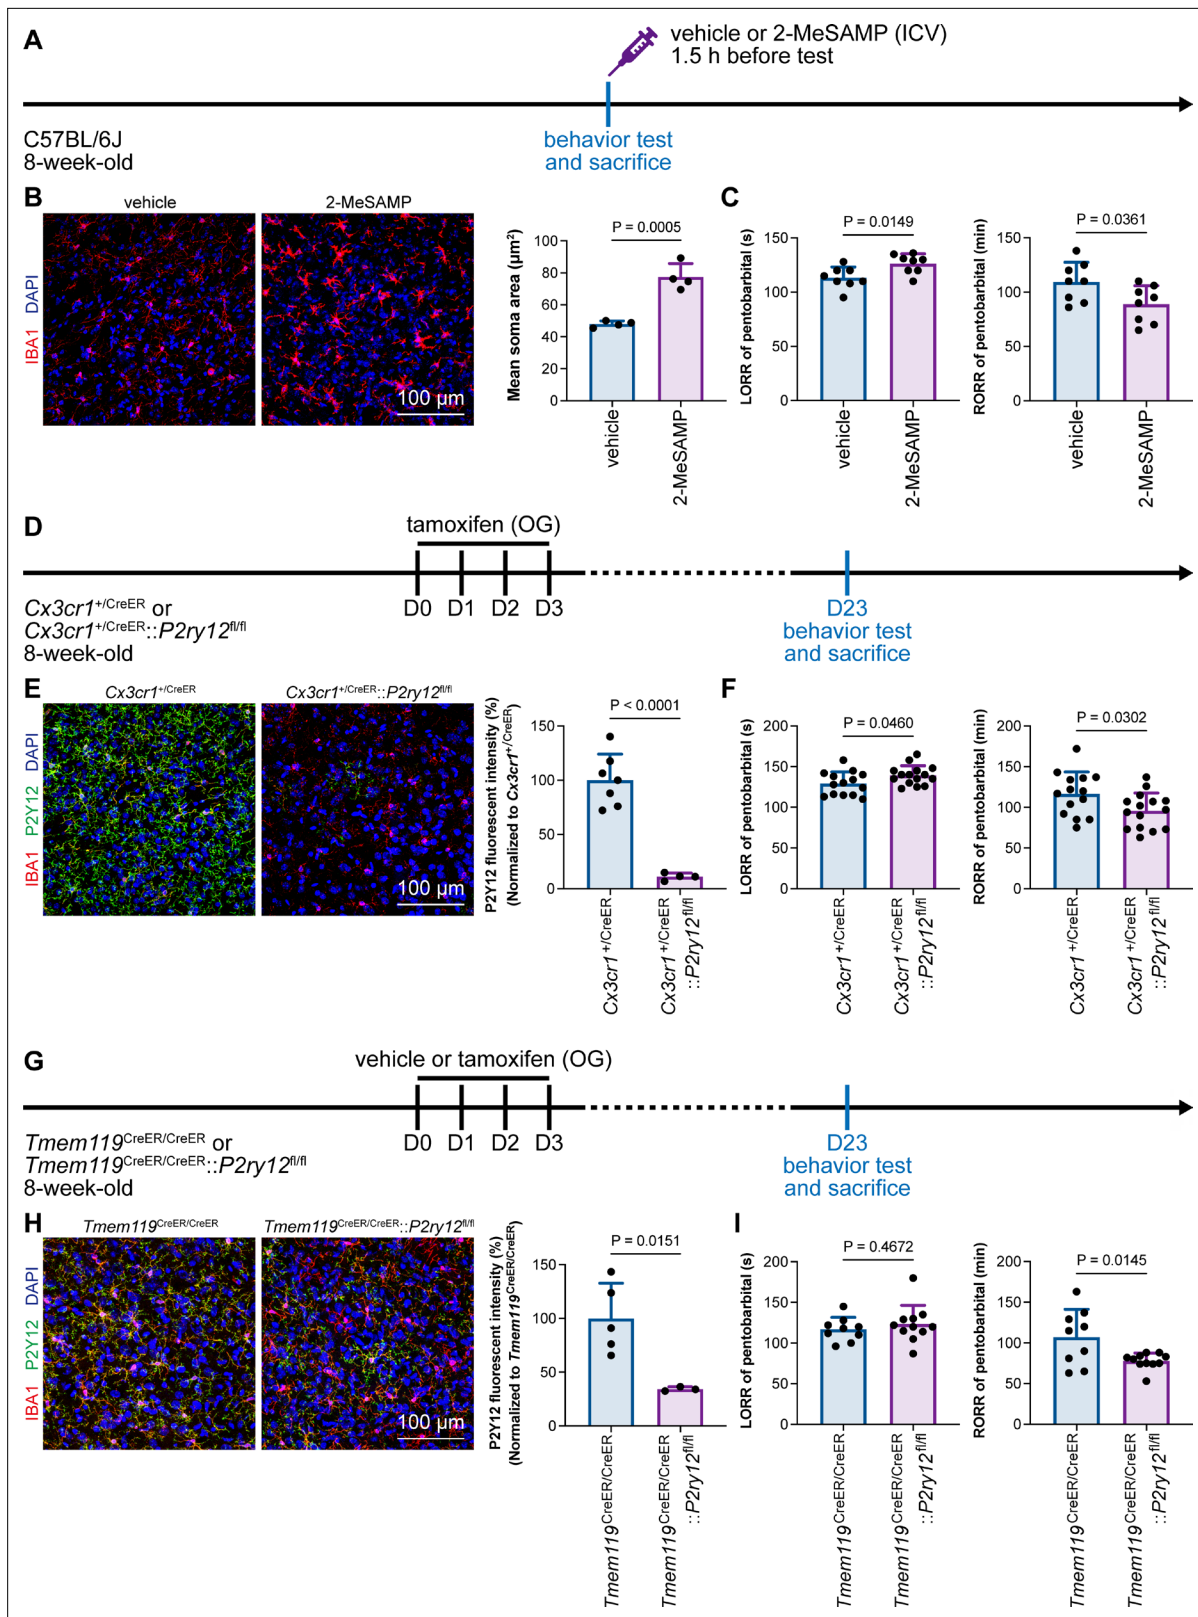 A
vehicle or 2-MeSAMP (ICV)
1.5 h before test
C57BL/6J
8-week-old
behavior test
and sacrifice
B
vehicle
2-MeSAMP
IBA1 DAPI
100 µm
Mean soma area (µm²)
P = 0.0005
100
80
60
40
20
0
vehicle
2-MeSAMP
C
LORR of pentobarbital (s)
P = 0.0149
150
100
50
0
vehicle
2-MeSAMP
RORR of pentobarbital (min)
P = 0.0361
150
100
50
0
vehicle
2-MeSAMP
D
tamoxifen (OG)
D0 D1 D2 D3
D23
behavior test
and sacrifice
Cx3cr1+/CreER or
Cx3cr1+/CreER::P2ry12fl/fl
8-week-old
E
Cx3cr1+/CreER
Cx3cr1+/CreER::P2ry12fl/fl
IBA1 P2Y12 DAPI
100 µm
P2Y12 fluorescent intensity (%)
(Normalized to Cx3cr1+/CreER)
P < 0.0001
150
100
50
0
Cx3cr1+/CreER
Cx3cr1+/CreER
::P2ry12fl/fl
F
LORR of pentobarbital (s)
P = 0.0460
200
150
100
50
0
Cx3cr1+/CreER
Cx3cr1+/CreER
::P2ry12fl/fl
RORR of pentobarbital (min)
P = 0.0302
200
150
100
50
0
Cx3cr1+/CreER
Cx3cr1+/CreER
::P2ry12fl/fl
G
vehicle or tamoxifen (OG)
D0 D1 D2 D3
D23
behavior test
and sacrifice
Tmem119CreER/CreER or
Tmem119CreER/CreER::P2ry12fl/fl
8-week-old
H
Tmem119CreER/CreER
Tmem119CreER/CreER::P2ry12fl/fl
IBA1 P2Y12 DAPI
100 µm
P2Y12 fluorescent intensity (%)
(Normalized to Tmem119CreER/CreER)
P = 0.0151
150
100
50
0
Tmem119CreER/CreER
Tmem119CreER/CreER
::P2ry12fl/fl
I
LORR of pentobarbital (s)
P = 0.4672
200
150
100
50
0
Tmem119CreER/CreER
Tmem119CreER/CreER
::P2ry12fl/fl
RORR of pentobarbital (min)
P = 0.0145
200
150
100
50
0
Tmem119CreER/CreER
Tmem119CreER/CreER
::P2ry12fl/fl